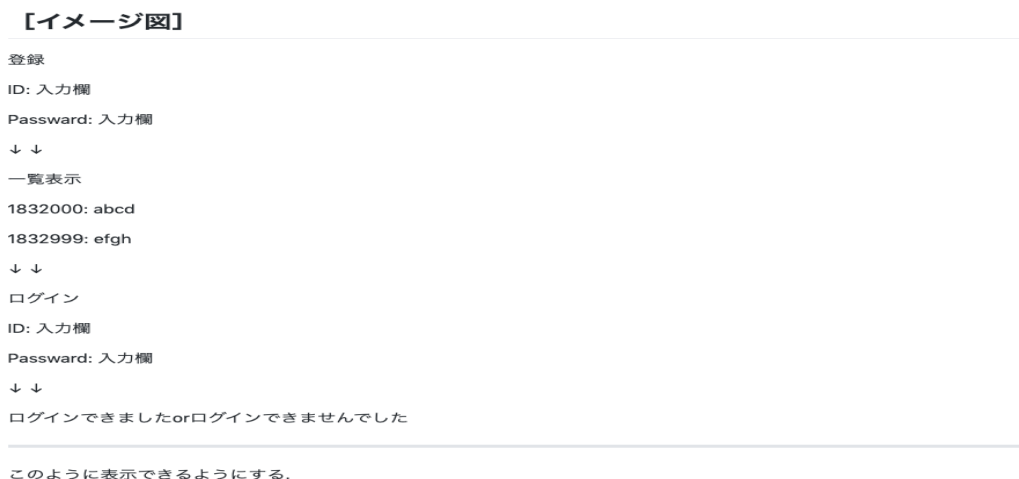 [イメージ図]
登録
ID: 入力欄
Passward: 入力欄
↓ ↓
一覧表示
1832000: abcd
1832999: efgh
↓ ↓
ログイン
ID: 入力欄
Passward: 入力欄
↓ ↓
ログインできましたorログインできませんでした
このように表示できるようにする.